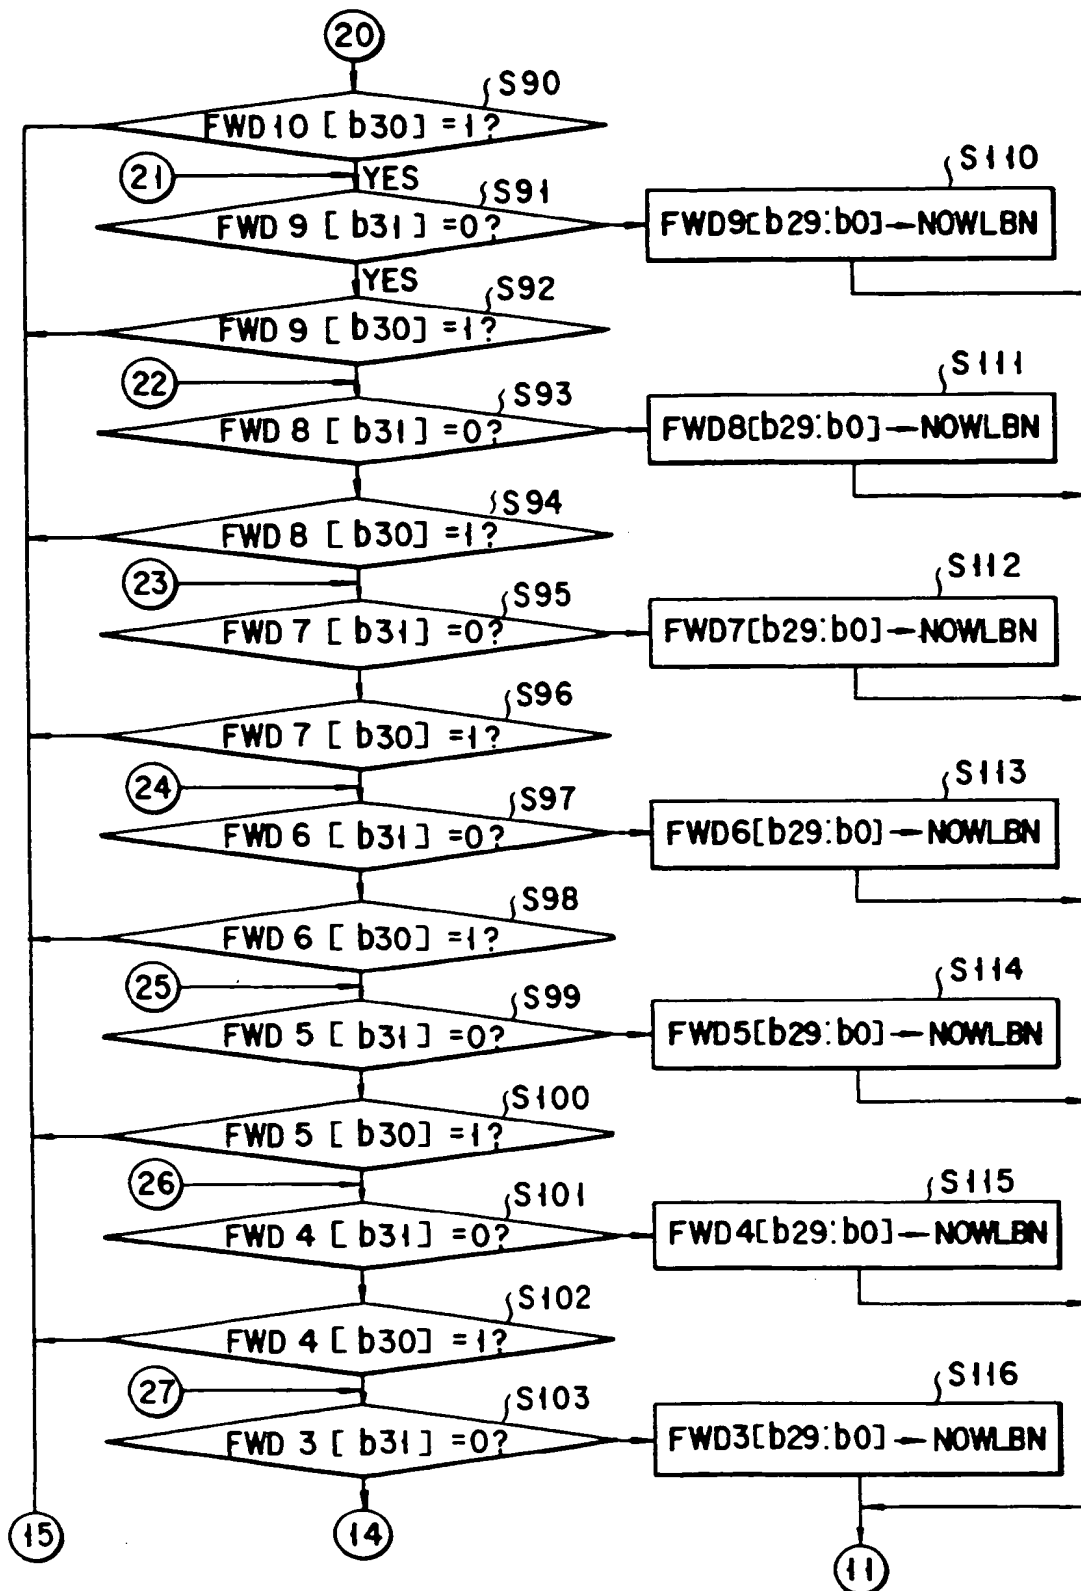 20
S90
FWD10 [b30] =1?
21
YES
S91
S110
FWD 9 [b31] =0?
FWD9[b29:b0]—NOWLBN
YES
S92
FWD 9 [b30] =1?
22
S93
S111
FWD 8 [b31] =0?
FWD8[b29:b0]—NOWLBN
S94
FWD 8 [b30] =1?
23
S95
S112
FWD 7 [b31] =0?
FWD7[b29:b0]—NOWLBN
S96
FWD 7 [b30] =1?
24
S97
S113
FWD 6 [b31] =0?
FWD6[b29:b0]—NOWLBN
S98
FWD 6 [b30] =1?
25
S99
S114
FWD 5 [b31] =0?
FWD5[b29:b0]—NOWLBN
S100
FWD 5 [b30] =1?
26
S101
S115
FWD 4 [b31] =0?
FWD4[b29:b0]—NOWLBN
S102
FWD 4 [b30] =1?
27
S103
S116
FWD 3 [b31] =0?
FWD3[b29:b0]—NOWLBN
15
14
11